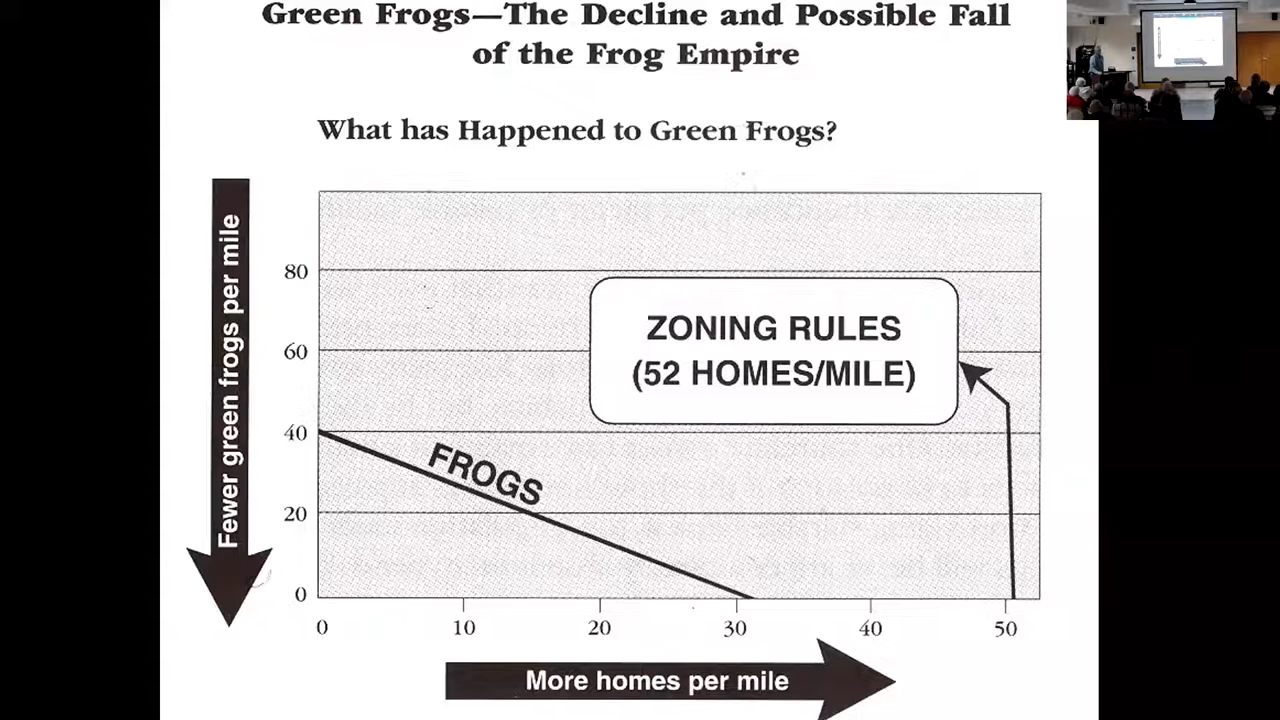 Green Frogs—The Decline and Possible Fall
of the Frog Empire
What has Happened to Green Frogs?
Fewer green frogs per mile
80
60
40
20
0
ZONING RULES
(52 HOMES/MILE)
FROGS
0 10 20 30 40 50
More homes per mile